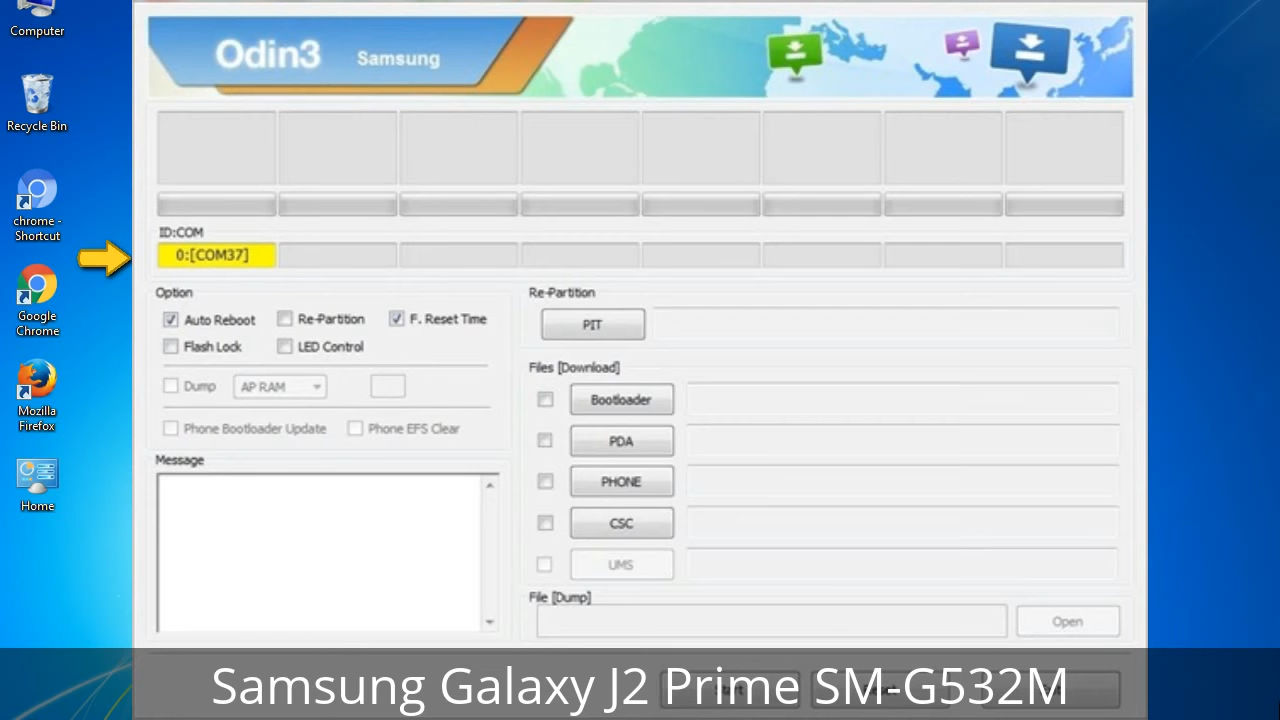 Computer
Recycle Bin
chrome -
Shortcut
Google
Chrome
Mozilla
Firefox
Home
Odin3 Samsung
ID:COM
0:[COM37]
Option
Auto Reboot Re-Partition F. Reset Time
Flash Lock LED Control
Dump AP RAM
Phone Bootloader Update Phone EFS Clear
Message
Re-Partition
PIT
Files [Download]
Bootloader
PDA
PHONE
CSC
UMS
File [Dump]
Open
Samsung Galaxy J2 Prime SM-G532M